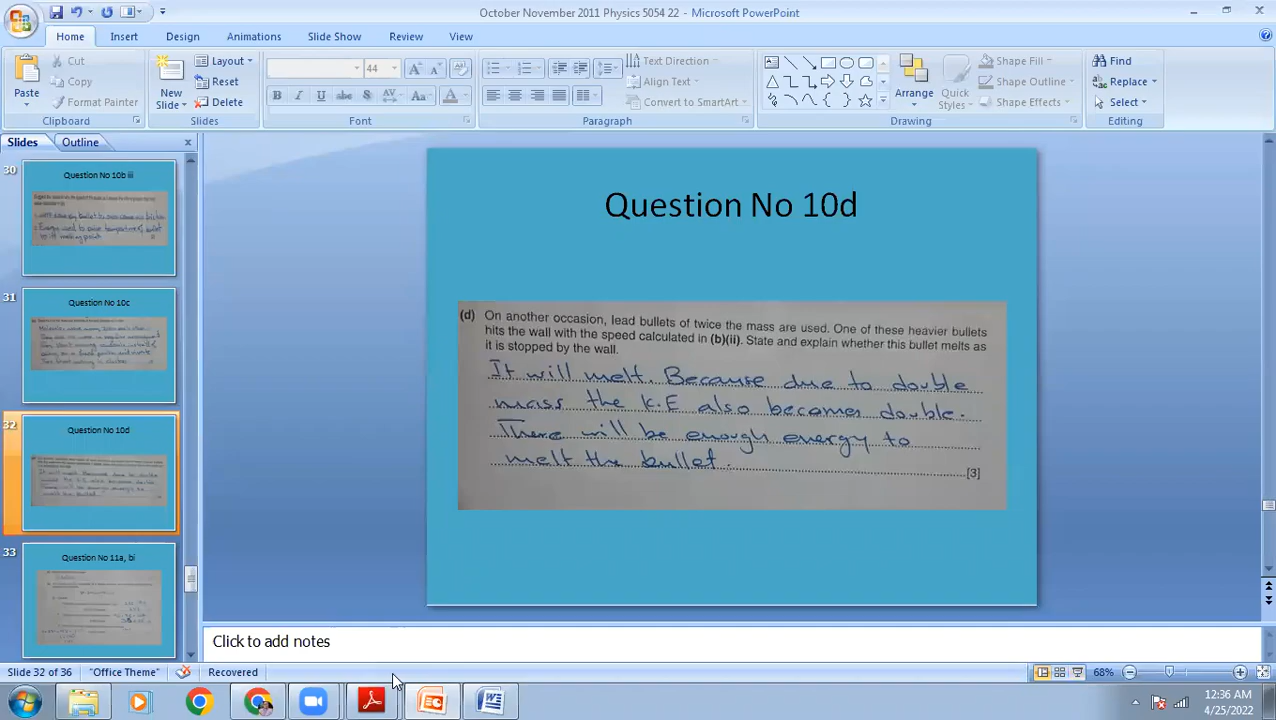 October November 2011 Physics 5054 22 - Microsoft PowerPoint
Home Insert Design Animations Slide Show Review View
Paste
Cut
Copy
Format Painter
Clipboard
New Slide
Layout
Reset
Delete
Slides
44
B I U abc S AV Aa A
Font
Paragraph
Text Direction
Align Text
Convert to SmartArt
Arrange
Quick Styles
Shape Fill
Shape Outline
Shape Effects
Drawing
Find
Replace
Select
Editing
Slides Outline
30
Question No 10b iii
31
Question No 10c
32
Question No 10d
33
Question No 11a, bi
Question No 10d
(d) On another occasion, lead bullets of twice the mass are used. One of these heavier bullets
hits the wall with the speed calculated in (b)(ii). State and explain whether this bullet melts as
it is stopped by the wall.
It will melt. Because due to double
mass the K.E also becomes double.
There will be enough energy to
melt the bullet.
[3]
Click to add notes
Slide 32 of 36 "Office Theme" Recovered 68%
12:36 AM
4/25/2022